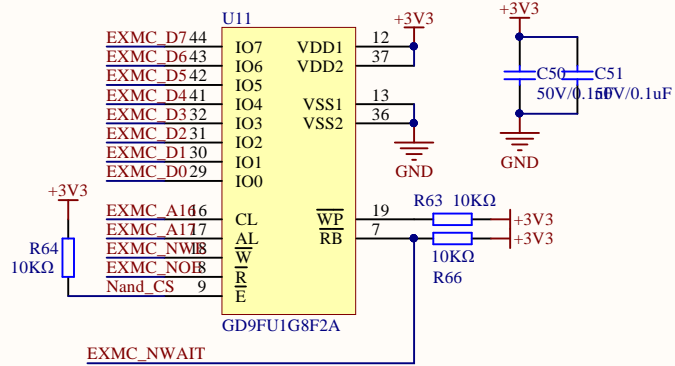 U11
+3V3
+3V3
EXMC_D7 44 IO7 VDD1 12
EXMC_D6 43 IO6 VDD2 37
EXMC_D5 42 IO5
EXMC_D4 41 IO4 VSS1 13
EXMC_D3 32 IO3 VSS2 36
EXMC_D2 31 IO2
EXMC_D1 30 IO1
EXMC_D0 29 IO0
C50 C51
50V/0.1uF 50V/0.1uF
GND
GND
+3V3
EXMC_A16 16 CL WP 19 R63 10KΩ +3V3
EXMC_A17 17 AL RB 7 10KΩ +3V3
R66
EXMC_NWE 18 W
EXMC_NOE 8 R
Nand_CS 9 E
R64
10KΩ
GD9FU1G8F2A
EXMC_NWAIT